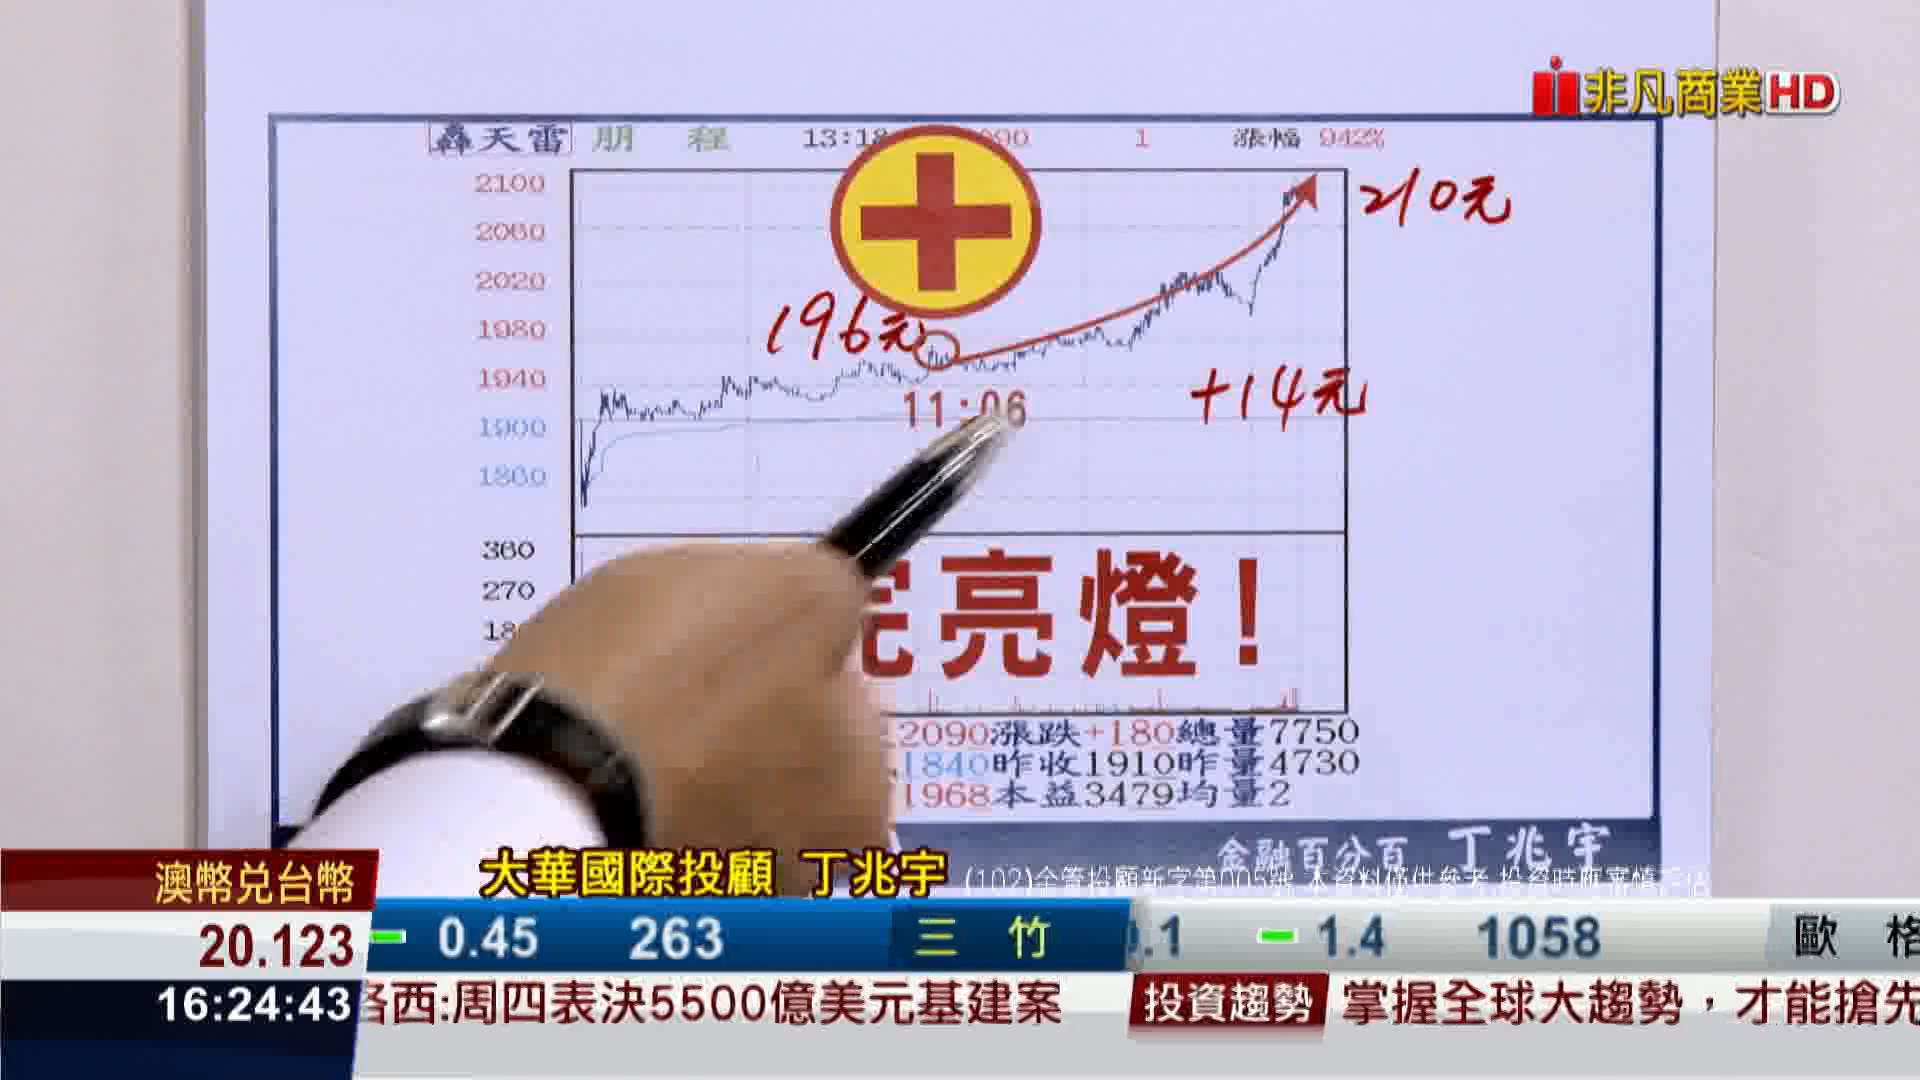 非凡商業HD
轟天雷 朋 程 13:18 090 1 漲幅 942%
2100
2060
2020
1980
1940
1900
1860
360
270
210元
196元
11:06
+14元
亮燈!
2090漲跌+180總量7750
1840昨收1910昨量4730
1968本益3479均量2
金融百分百 丁兆宇
大華國際投顧 丁兆宇
澳幣兌台幣
20.123
0.45 263 三 竹 .1 1.4 1058 歐 格
16:24:43
西:周四表決5500億美元基建案 投資趨勢 掌握全球大趨勢,才能搶先